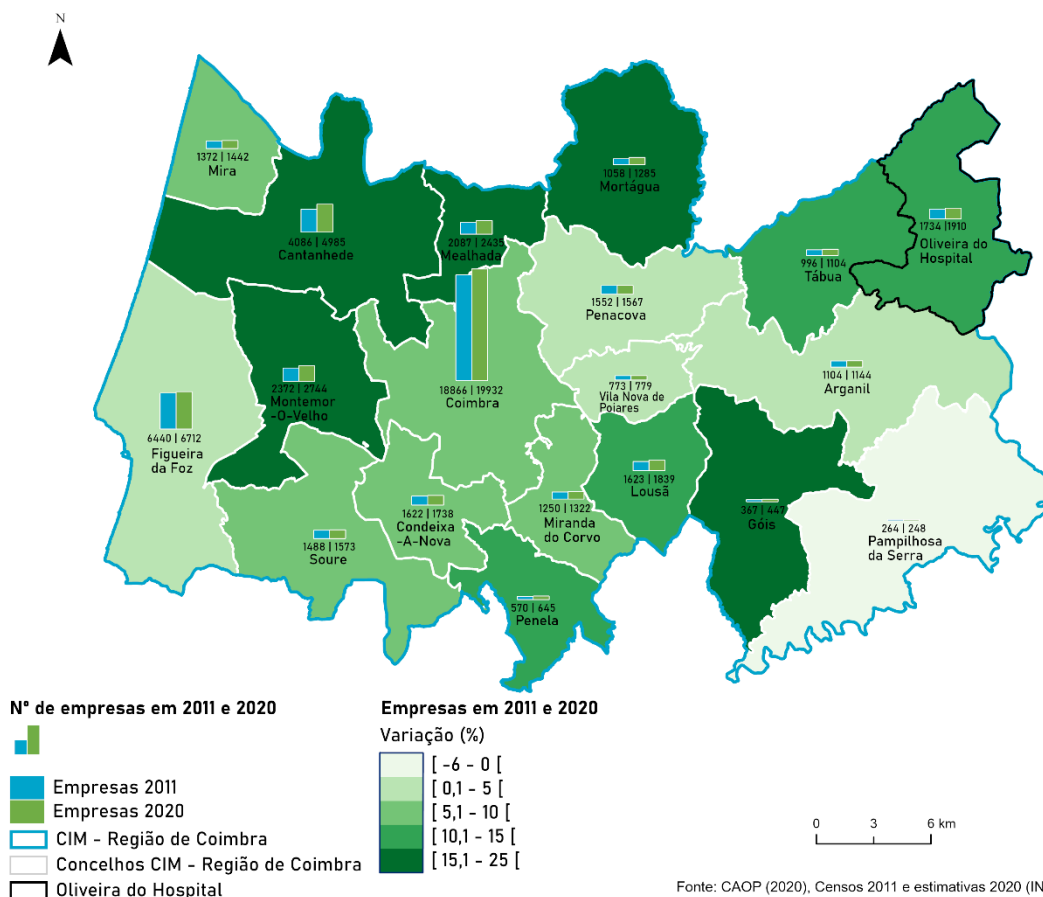 N
1372 | 1442
Mira
4086 | 4985
Cantanhede
2087 | 2435
Mealhada
1058 | 1285
Mortágua
1734 |1910
Oliveira do
Hospital
996 | 1104
Tábua
1552 | 1567
Penacova
1104 | 1144
Arganil
773 | 779
Vila Nova de
Poiares
18866 | 19932
Coimbra
2372 | 2744
Montemor
-O-Velho
6440 | 6712
Figueira
da Foz
1623 | 1839
Lousã
1622 | 1738
Condeixa
-A-Nova
1250 | 1322
Miranda
do Corvo
367 | 447
Góis
264 | 248
Pampilhosa
da Serra
1488 | 1573
Soure
570 | 645
Penela
Nº de empresas em 2011 e 2020
Empresas 2011
Empresas 2020
CIM - Região de Coimbra
Concelhos CIM - Região de Coimbra
Oliveira do Hospital
Empresas em 2011 e 2020
Variação (%)
[ -6 - 0 [
[ 0,1 - 5 [
[ 5,1 - 10 [
[ 10,1 - 15 [
[ 15,1 - 25 [
0 3 6 km
Fonte: CAOP (2020), Censos 2011 e estimativas 2020 (IN